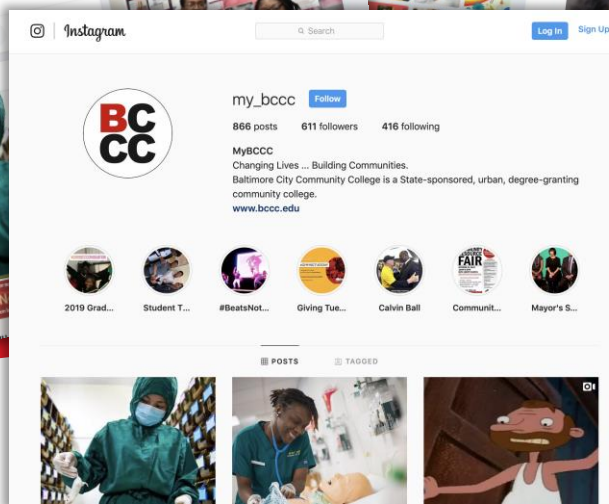 Instagram
Search
Log In
Sign Up
BC
CC
my_bccc
Follow
866 posts 611 followers 416 following
MyBCCC
Changing Lives ... Building Communities.
Baltimore City Community College is a State-sponsored, urban, degree-granting
community college.
www.bccc.edu
FAIR
2019 Grad... Student T... #BeatsNot... Giving Tue... Calvin Ball Communit... Mayor's S...
POSTS TAGGED